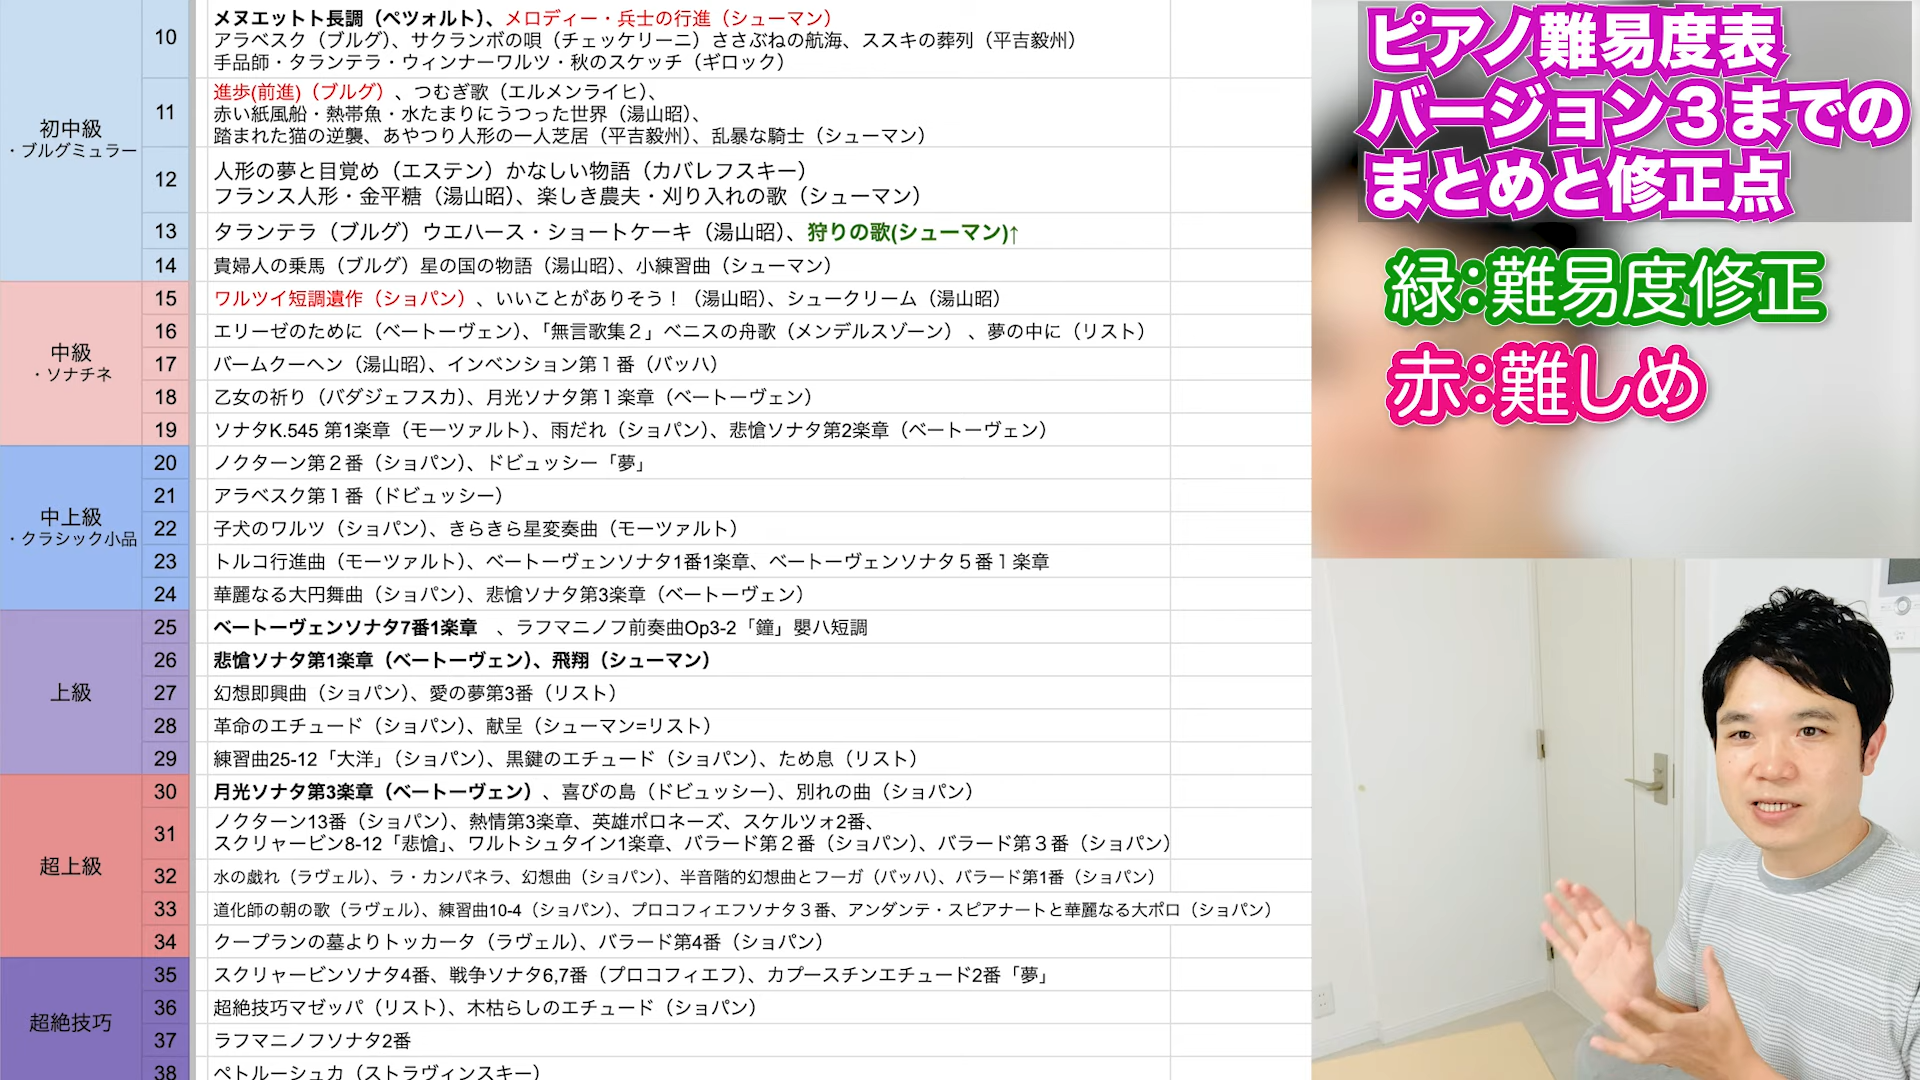 初中級
・ブルグミュラー
10
メヌエットト長調（ペツォルト）、メロディー・兵士の行進（シューマン）
アラベスク（ブルグ）、サクランボの唄（チェッケリーニ）ささぶねの航海、ススキの葬列（平吉毅州）
手品師・タランテラ・ウィンナーワルツ・秋のスケッチ（ギロック）
11
進歩(前進)（ブルグ）、つむぎ歌（エルメンライヒ）、
赤い紙風船・熱帯魚・水たまりにうつった世界（湯山昭）、
踏まれた猫の逆襲、あやつり人形の一人芝居（平吉毅州）、乱暴な騎士（シューマン）
12
人形の夢と目覚め（エステン）かなしい物語（カバレフスキー）
フランス人形・金平糖（湯山昭）、楽しき農夫・刈り入れの歌（シューマン）
13 タランテラ（ブルグ）ウエハース・ショートケーキ（湯山昭）、狩りの歌(シューマン)↑
14 貴婦人の乗馬（ブルグ）星の国の物語（湯山昭）、小練習曲（シューマン）
中級
・ソナチネ
15 ワルツイ短調遺作（ショパン）、いいことがありそう！（湯山昭）、シュークリーム（湯山昭）
16 エリーゼのために（ベートーヴェン）、「無言歌集２」ベニスの舟歌（メンデルスゾーン）、夢の中に（リスト）
17 バームクーヘン（湯山昭）、インベンション第１番（バッハ）
18 乙女の祈り（バダジェフスカ）、月光ソナタ第１楽章（ベートーヴェン）
19 ソナタK.545 第1楽章（モーツァルト）、雨だれ（ショパン）、悲愴ソナタ第2楽章（ベートーヴェン）
中上級
・クラシック小品
20 ノクターン第２番（ショパン）、ドビュッシー「夢」
21 アラベスク第１番（ドビュッシー）
22 子犬のワルツ（ショパン）、きらきら星変奏曲（モーツァルト）
23 トルコ行進曲（モーツァルト）、ベートーヴェンソナタ1番1楽章、ベートーヴェンソナタ５番１楽章
24 華麗なる大円舞曲（ショパン）、悲愴ソナタ第3楽章（ベートーヴェン）
上級
25 ベートーヴェンソナタ7番1楽章　、ラフマニノフ前奏曲Op3-2「鐘」嬰ハ短調
26 悲愴ソナタ第1楽章（ベートーヴェン）、飛翔（シューマン）
27 幻想即興曲（ショパン）、愛の夢第3番（リスト）
28 革命のエチュード（ショパン）、献呈（シューマン=リスト）
29 練習曲25-12「大洋」（ショパン）、黒鍵のエチュード（ショパン）、ため息（リスト）
超上級
30 月光ソナタ第3楽章（ベートーヴェン）、喜びの島（ドビュッシー）、別れの曲（ショパン）
31
ノクターン13番（ショパン）、熱情第3楽章、英雄ポロネーズ、スケルツォ2番、
スクリャービン8-12「悲愴」、ワルトシュタイン1楽章、バラード第２番（ショパン）、バラード第３番（ショパン）
32 水の戯れ（ラヴェル）、ラ・カンパネラ、幻想曲（ショパン）、半音階的幻想曲とフーガ（バッハ）、バラード第1番（ショパン）
33 道化師の朝の歌（ラヴェル）、練習曲10-4（ショパン）、プロコフィエフソナタ３番、アンダンテ・スピアナートと華麗なる大ポロ（ショパン）
34 クープランの墓よりトッカータ（ラヴェル）、バラード第4番（ショパン）
超絶技巧
35 スクリャービンソナタ4番、戦争ソナタ6,7番（プロコフィエフ）、カプースチンエチュード2番「夢」
36 超絶技巧マゼッパ（リスト）、木枯らしのエチュード（ショパン）
37 ラフマニノフソナタ2番
38 ペトルーシュカ（ストラヴィンスキー）
ピアノ難易度表
バージョン３までの
まとめと修正点
緑：難易度修正
赤：難しめ